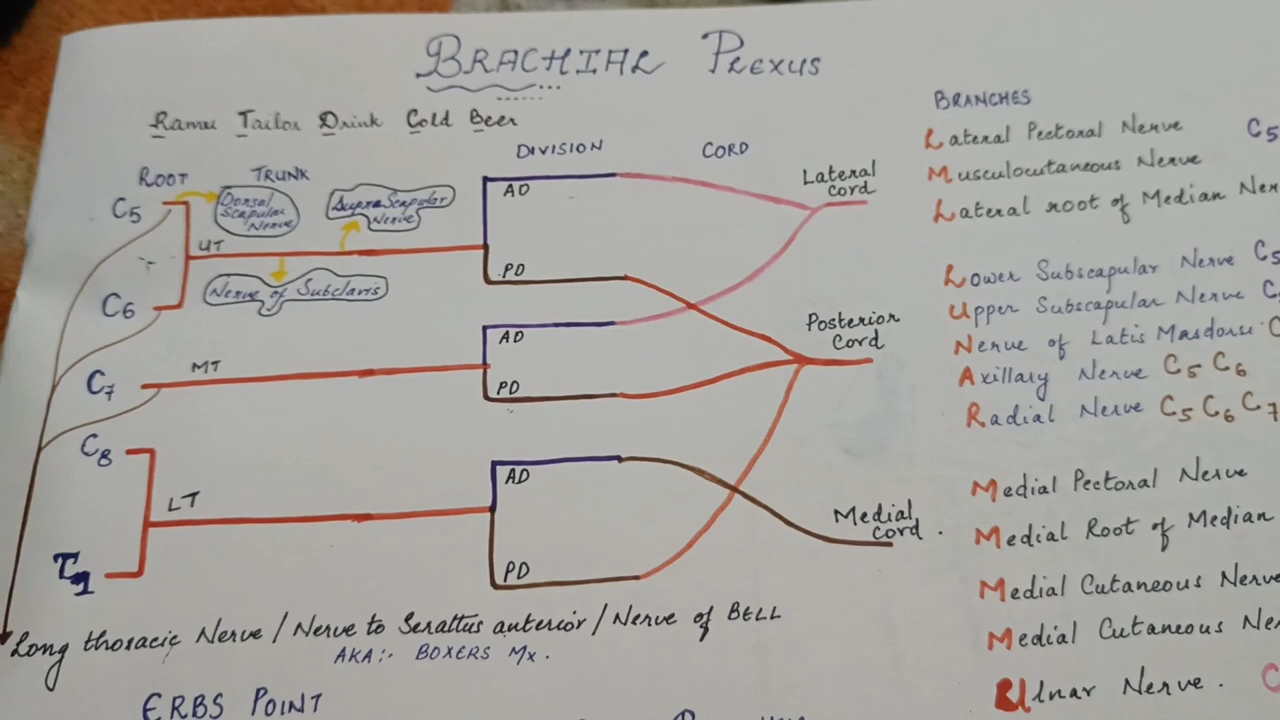 BRACHIAL PLEXUS
Ramu Tailor Drink Cold Beer
ROOT
TRUNK
DIVISION
CORD
C5
Dorsal
Scapular
Nerve
SupraScapular
Nerve
UT
Nerve of Subclavis
C6
C7
MT
C8
LT
T1
AD
PD
AD
PD
AD
PD
Lateral
cord
Posterior
Cord
Medial
cord.
Long thoracic Nerve / Nerve to Serattus anterior / Nerve of BELL
AKA:- BOXERS Mx.
ERBS POINT
BRANCHES
Lateral Pectoral Nerve C5
Musculocutaneous Nerve
Lateral root of Median
Lower Subscapular Nerve C5
Upper Subscapular Nerve
Nerve of Latis
Axillary Nerve C5 C6
Radial Nerve C5 C6 C7
Medial Pectoral Nerve
Medial Root of Median
Medial Cutaneous
Medial Cutaneous
Ulnar Nerve.